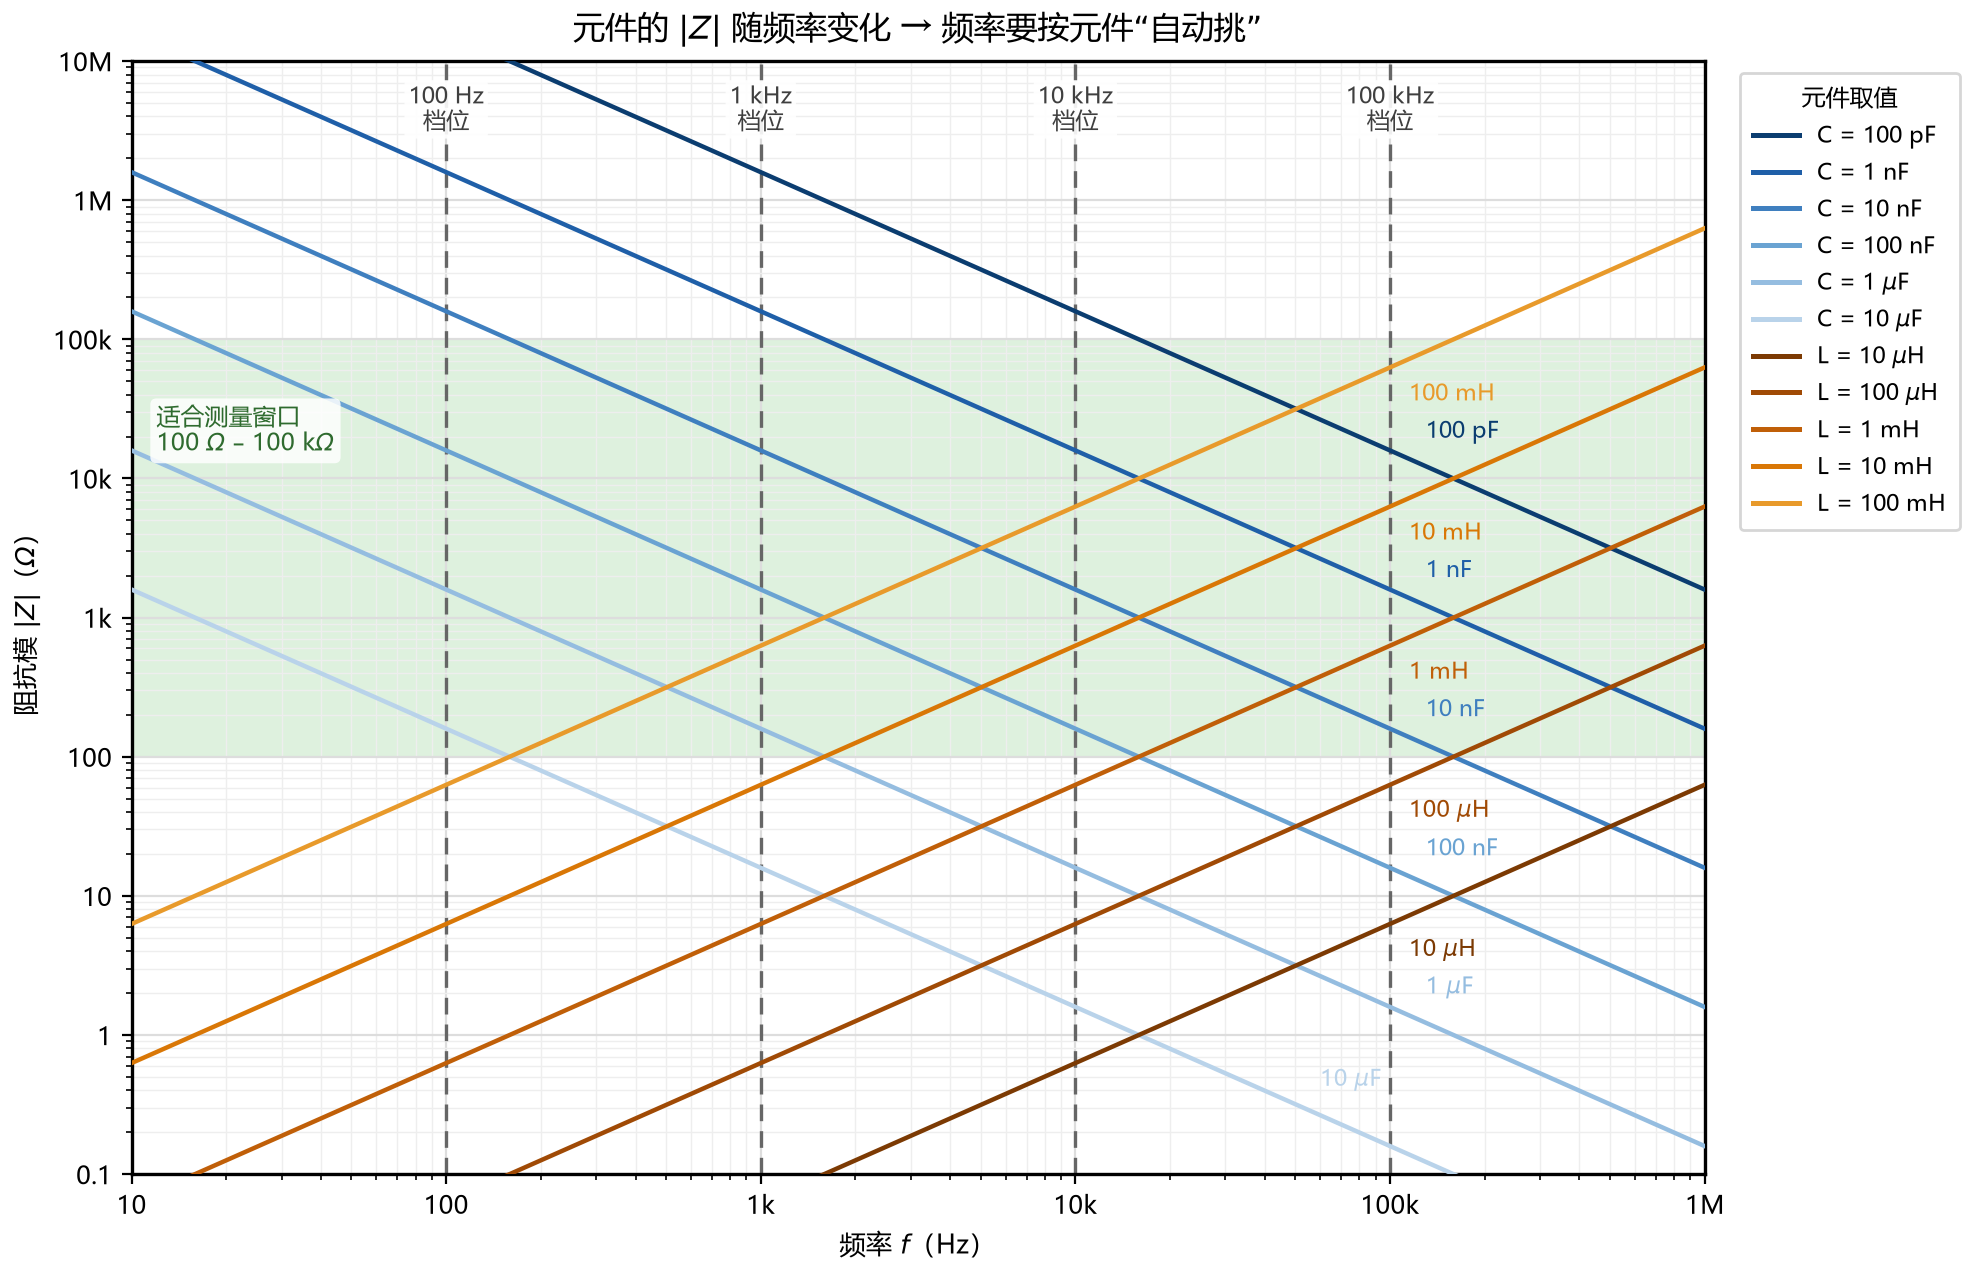 元件的 |Z| 随频率变化 → 频率要按元件“自动挑”
10M
1M
100k
10k
1k
100
10
1
0.1
阻抗模 |Z| (Ω)
100 Hz
档位
1 kHz
档位
10 kHz
档位
100 kHz
档位
适合测量窗口
100 Ω – 100 kΩ
100 mH
100 pF
10 mH
1 nF
1 mH
10 nF
100 μH
100 nF
10 μH
1 μF
10 μF
10
100
1k
10k
100k
1M
频率 f (Hz)
元件取值
C = 100 pF
C = 1 nF
C = 10 nF
C = 100 nF
C = 1 μF
C = 10 μF
L = 10 μH
L = 100 μH
L = 1 mH
L = 10 mH
L = 100 mH